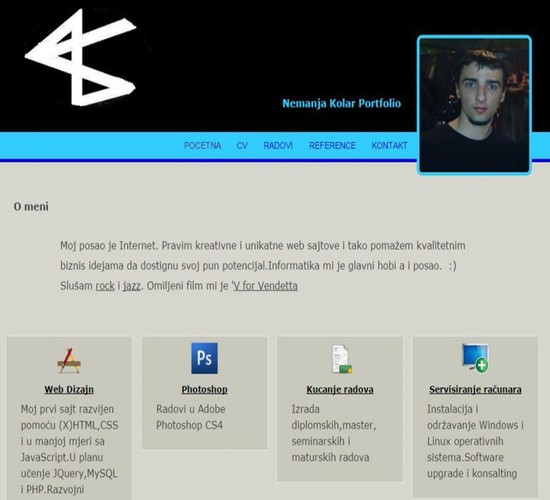 Nemanja Kolar Portfolio
POCETNA CV RADOVI REFERENCE KONTAKT
O meni
Moj posao je Internet. Pravim kreativne i unikatne web sajtove i tako pomažem kvalitetnim
biznis idejama da dostignu svoj pun potencijal.Informatika mi je glavni hobi a i posao. :)
Slušam rock i jazz. Omiljeni film mi je 'V for Vendetta
Ps
Web Dizajn
Moj prvi sajt razvijen
pomoću (X)HTML,CSS
i u manjoj mjeri sa
JavaScript.U planu
učenje JQuery,MySQL
i PHP.Razvojni
Photoshop
Radovi u Adobe
Photoshop CS4
Kucanje radova
Izrada
diplomskih,master,
seminarskih i
maturskih radova
Servisiranje računara
Instalacija i
održavanje Windows i
Linux operativnih
sistema.Software
upgrade i konsalting